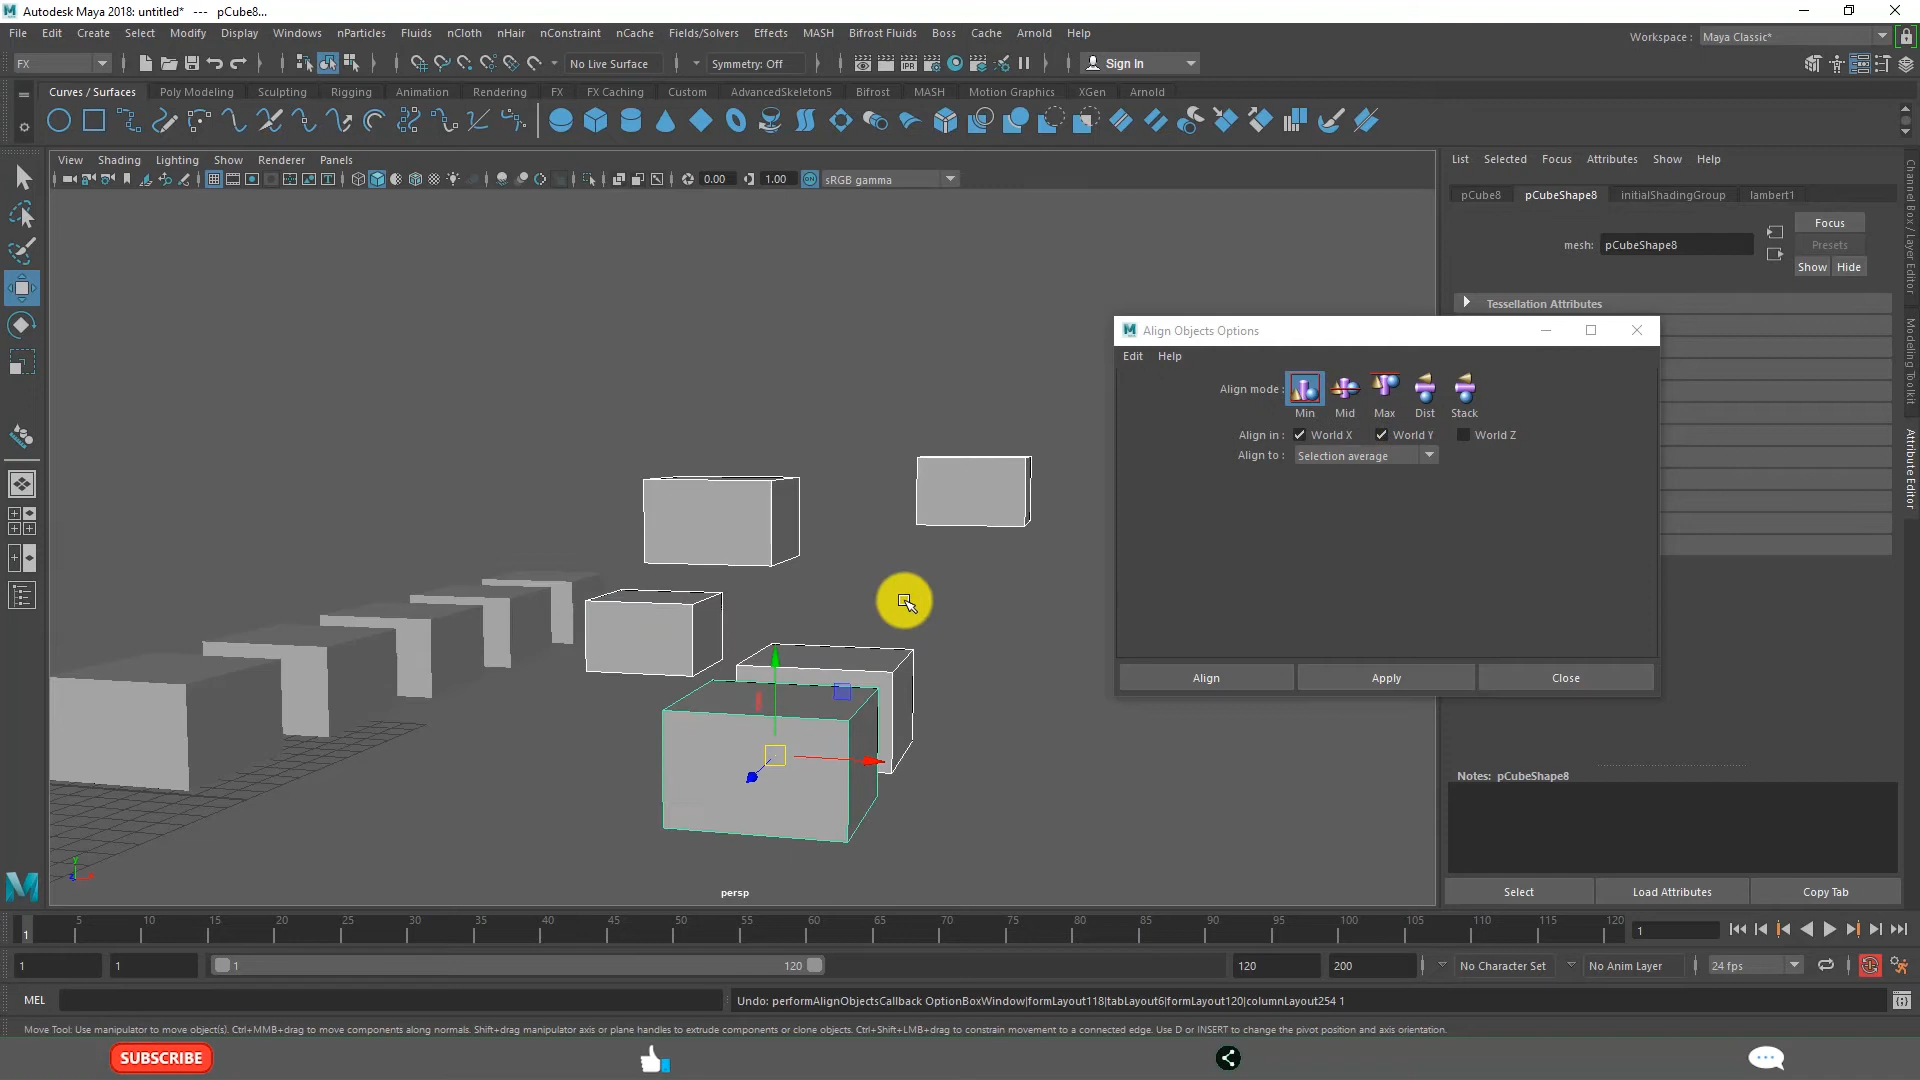 Autodesk Maya 2018: untitled* --- pCube8...
File Edit Create Select Modify Display Windows nParticles Fluids nCloth nHair nConstraint nCache Fields/Solvers Effects MASH Bifrost Fluids Boss Cache Arnold Help
Workspace : Maya Classic*
FX No Live Surface Symmetry: Off Sign In
Curves / Surfaces Poly Modeling Sculpting Rigging Animation Rendering FX FX Caching Custom AdvancedSkeleton5 Bifrost MASH Motion Graphics XGen Arnold
View Shading Lighting Show Renderer Panels
0.00 1.00 sRGB gamma
List Selected Focus Attributes Show Help
pCube8 pCubeShape8 initialShadingGroup lambert1
Focus
mesh: pCubeShape8
Presets
Show Hide
Tessellation Attributes
Align Objects Options
Edit Help
Align mode :
Min Mid Max Dist Stack
Align in : World X World Y World Z
Align to : Selection average
Align Apply Close
Channel Box / Layer Editor
Modeling Toolkit
Attribute Editor
Notes: pCubeShape8
Select Load Attributes Copy Tab
y
persp
5 10 15 20 25 30 35 40 45 50 55 60 65 70 75 80 85 90 95 100 105 110 115 120
1 1
1 1 1 120 120 200 No Character Set No Anim Layer 24 fps
MEL Undo: performAlignObjectsCallback OptionBoxWindow|formLayout118|tabLayout6|formLayout120|columnLayout254 1
Move Tool: Use manipulator to move object(s). Ctrl+MMB+drag to move components along normals. Shift+drag manipulator axis or plane handles to extrude components or clone objects. Ctrl+Shift+LMB+drag to constrain movement to a connected edge. Use D or INSERT to change the pivot position and axis orientation.
SUBSCRIBE